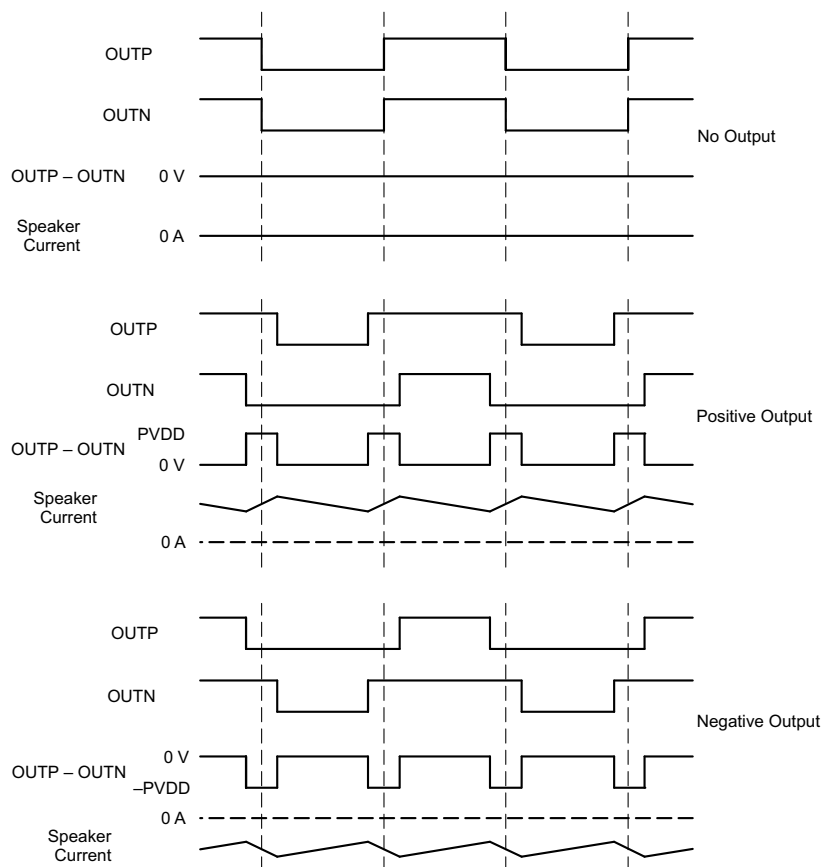 OUTP
OUTN
No Output
OUTP – OUTN 0 V
Speaker
Current
0 A
OUTP
OUTN
Positive Output
PVDD
OUTP – OUTN
0 V
Speaker
Current
0 A
OUTP
OUTN
Negative Output
0 V
OUTP – OUTN
–PVDD
0 A
Speaker
Current